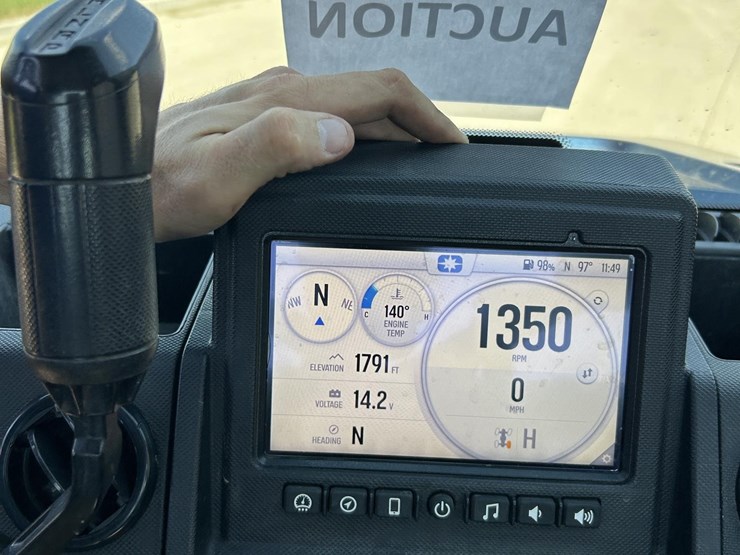 AUCTION
98% N 97° 11:49
NW N NE
C 140° H
ENGINE
TEMP
1350
RPM
ELEVATION 1791 FT
0
MPH
VOLTAGE 14.2 V
HEADING N
H